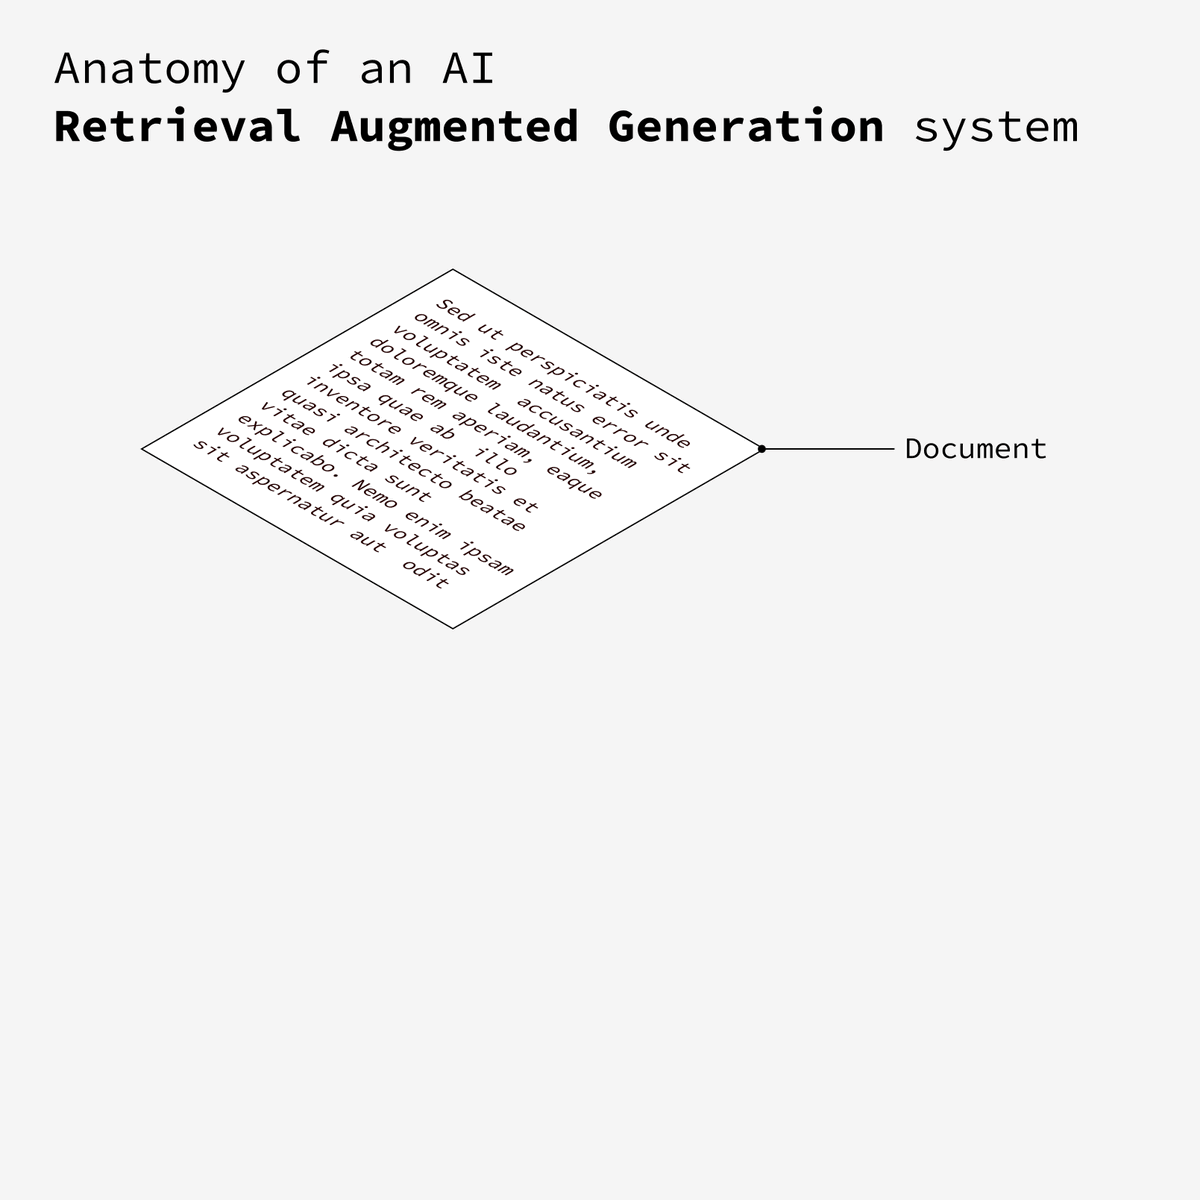 Anatomy of an AI
Retrieval Augmented Generation system
Sed ut perspiciatis unde
omnis iste natus error sit
voluptatem accusantium
doloremque laudantium,
totam rem aperiam, eaque
ipsa quae ab illo
inventore veritatis et
quasi architecto beatae
vitae dicta sunt
explicabo. Nemo enim ipsam
voluptatem quia voluptas
sit aspernatur aut odit
Document